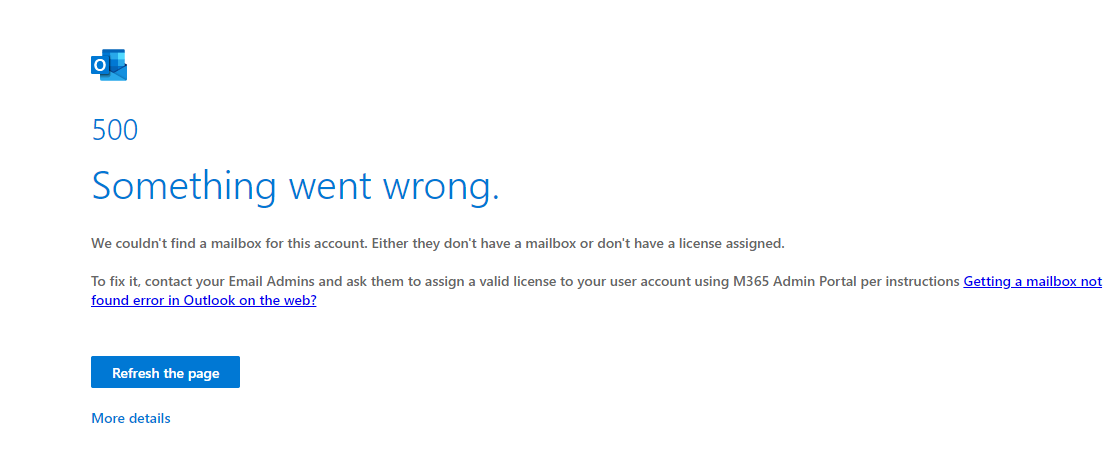 O
500
Something went wrong.
We couldn't find a mailbox for this account. Either they don't have a mailbox or don't have a license assigned.
To fix it, contact your Email Admins and ask them to assign a valid license to your user account using M365 Admin Portal per instructions Getting a mailbox not
found error in Outlook on the web?
Refresh the page
More details